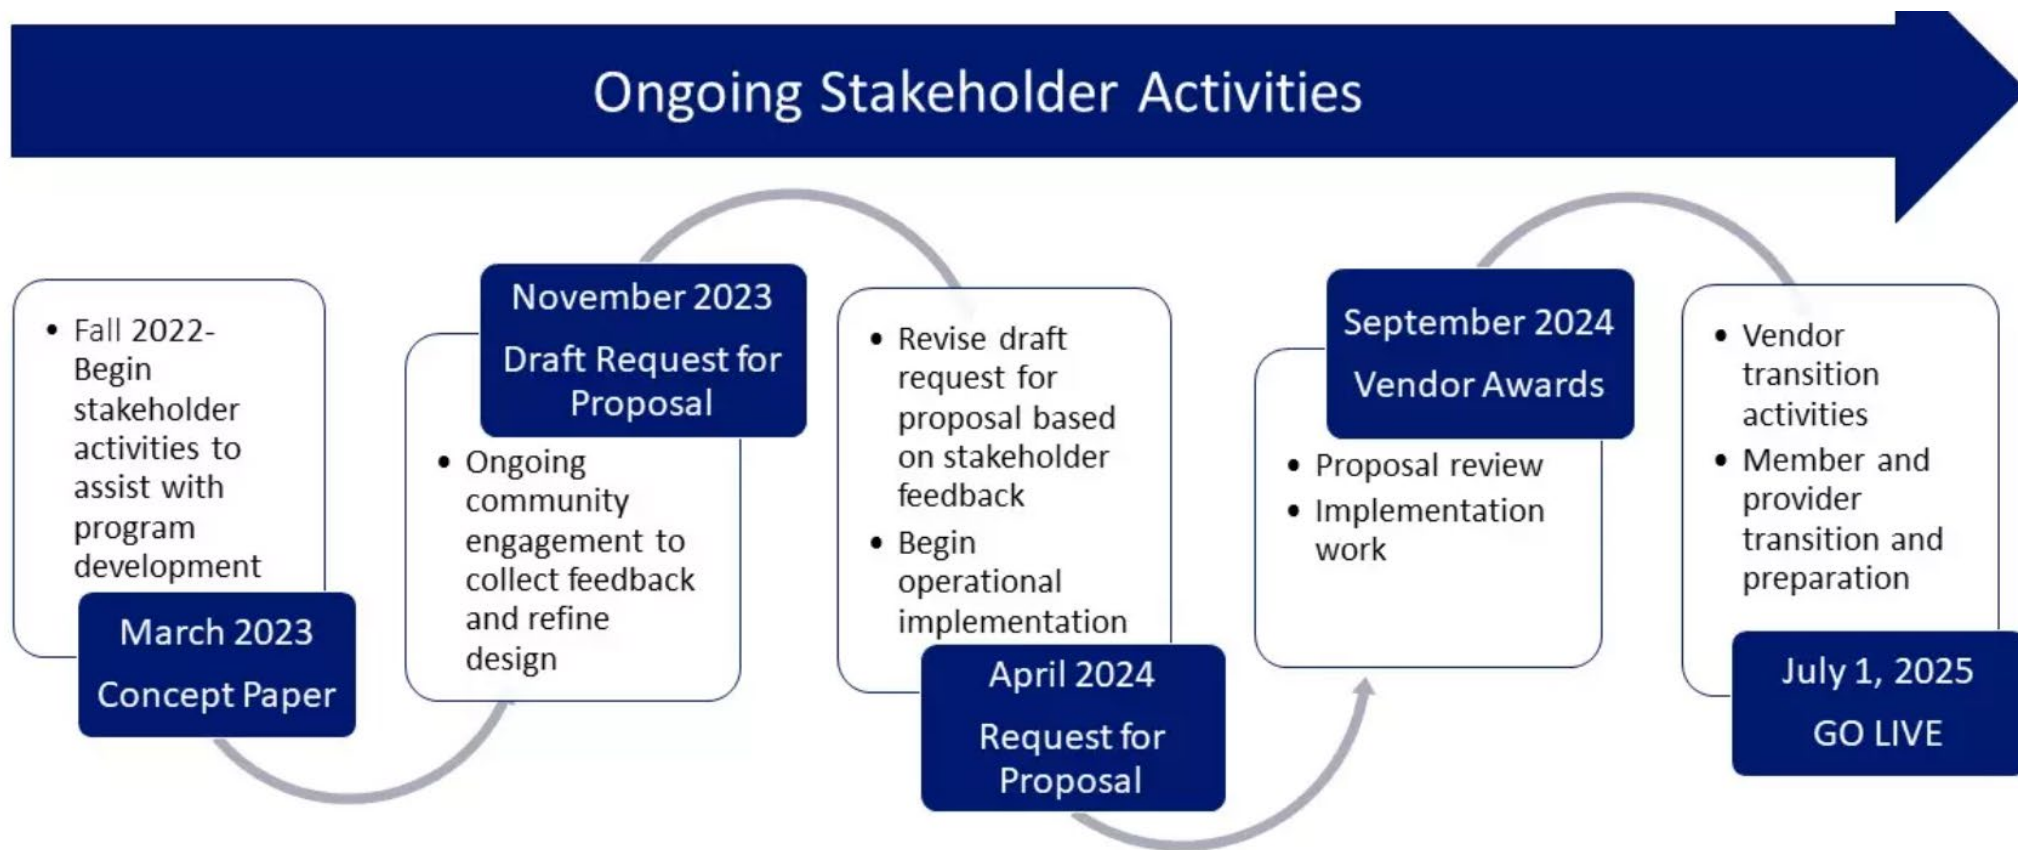 Ongoing Stakeholder Activities
• Fall 2022-
Begin
stakeholder
activities to
assist with
program
development
March 2023
Concept Paper
November 2023
Draft Request for
Proposal
• Ongoing
community
engagement to
collect feedback
and refine
design
• Revise draft
request for
proposal based
on stakeholder
feedback
• Begin
operational
implementation
April 2024
Request for
Proposal
September 2024
Vendor Awards
• Proposal review
• Implementation
work
• Vendor
transition
activities
• Member and
provider
transition and
preparation
July 1, 2025
GO LIVE